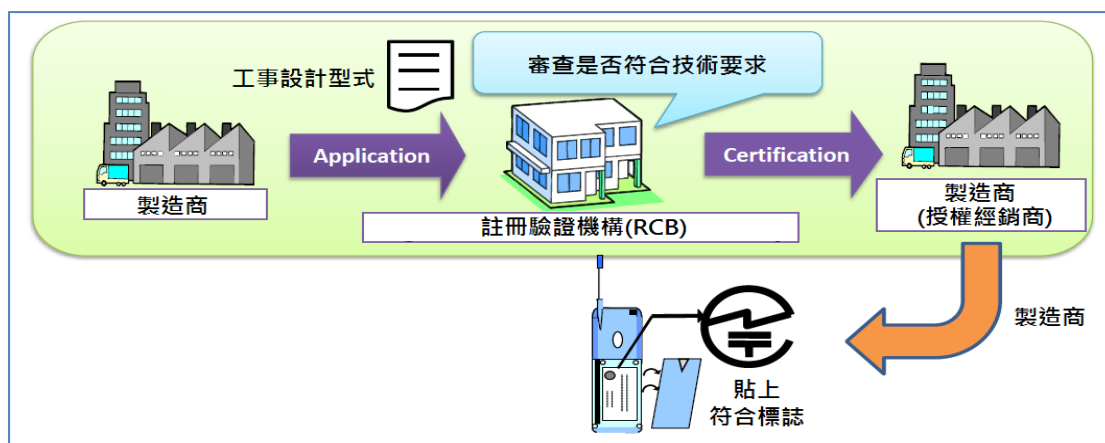 工事設計型式
審查是否符合技術要求
Application
Certification
製造商
註冊驗證機構(RCB)
製造商
(授權經銷商)
製造商
貼上
符合標誌